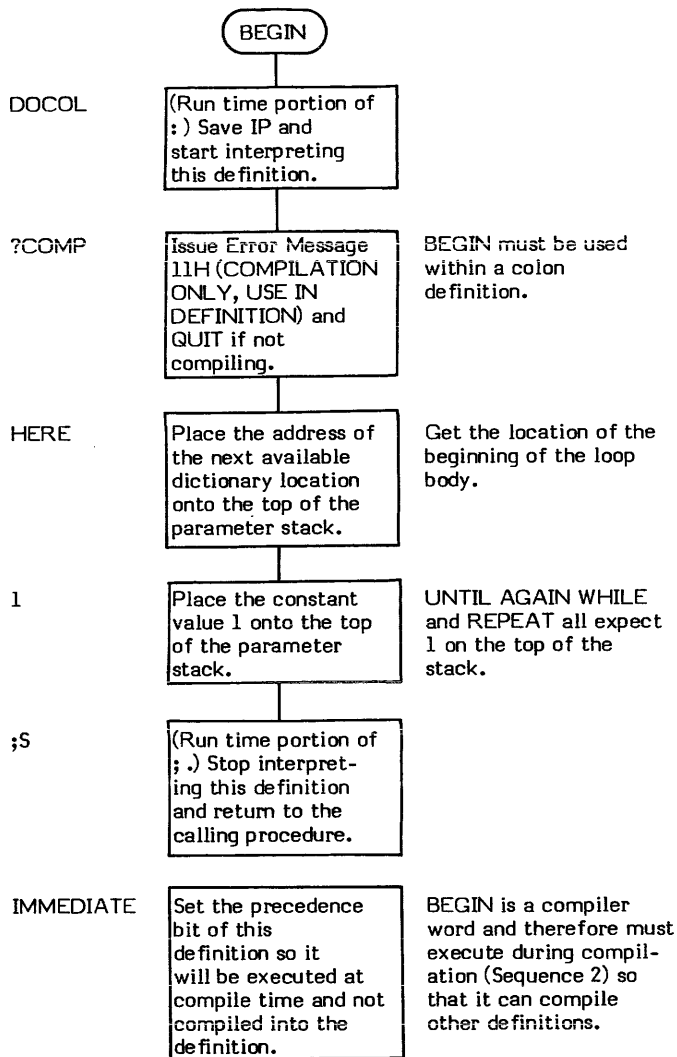 BEGIN
DOCOL
(Run time portion of
: ) Save IP and
start interpreting
this definition.
?COMP
Issue Error Message
11H (COMPILATION
ONLY, USE IN
DEFINITION) and
QUIT if not
compiling.
BEGIN must be used
within a colon
definition.
HERE
Place the address of
the next available
dictionary location
onto the top of the
parameter stack.
Get the location of the
beginning of the loop
body.
1
Place the constant
value 1 onto the top
of the parameter
stack.
UNTIL AGAIN WHILE
and REPEAT all expect
1 on the top of the
stack.
;S
(Run time portion of
; .) Stop interpret-
ing this definition
and return to the
calling procedure.
IMMEDIATE
Set the precedence
bit of this
definition so it
will be executed at
compile time and not
compiled into the
definition.
BEGIN is a compiler
word and therefore must
execute during compil-
ation (Sequence 2) so
that it can compile
other definitions.